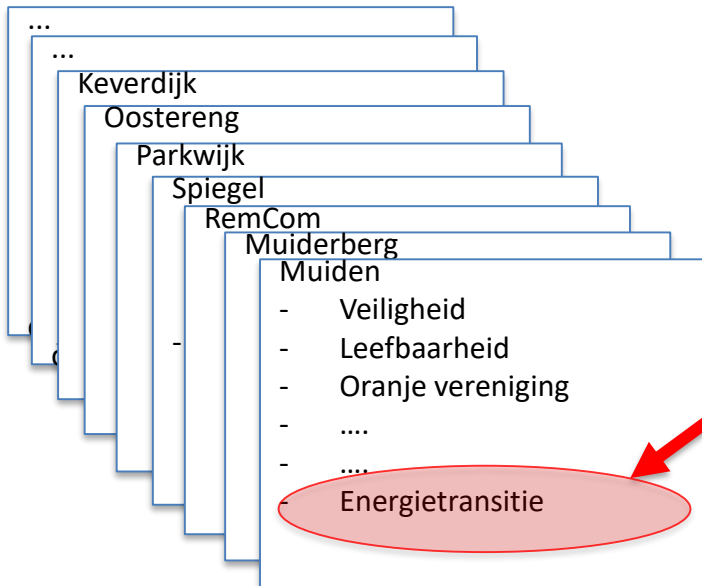 ...
...
Keverdijk
Oostereng
Parkwijk
Spiegel
RemCom
Muiderberg
Muiden
- Veiligheid
- Leefbaarheid
- Oranje vereniging
- ....
- ....
- Energietransitie
-